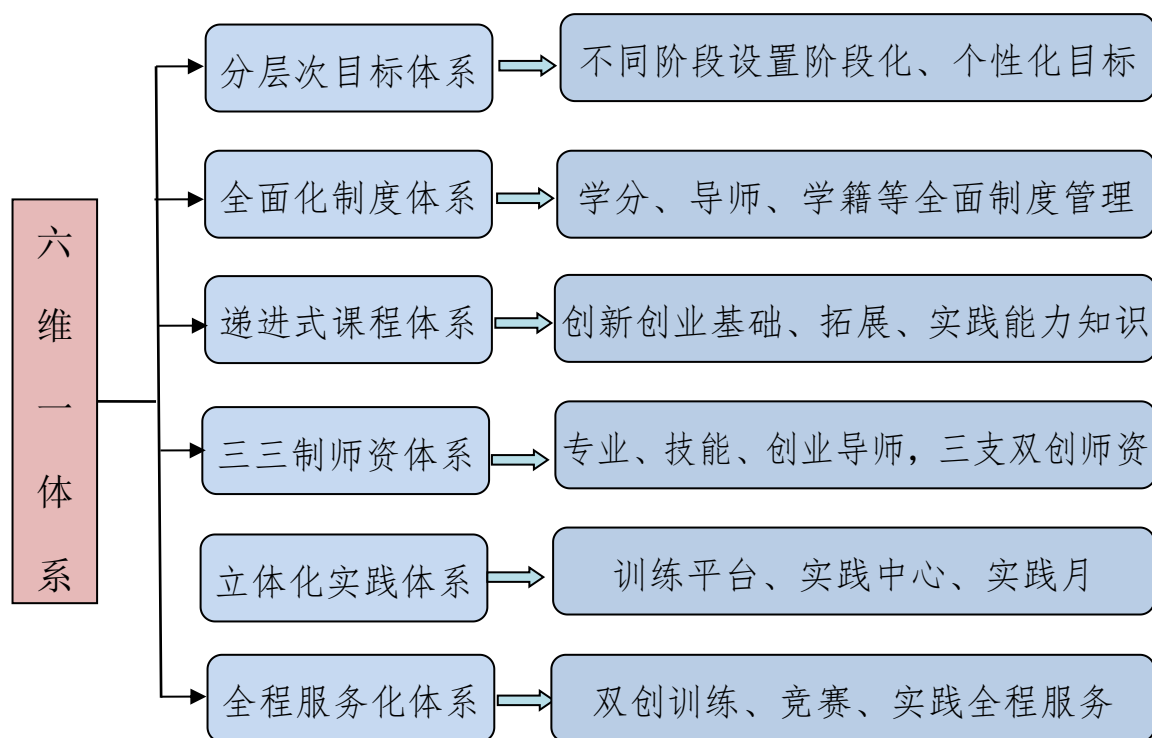 六维一体系
分层次目标体系
不同阶段设置阶段化、个性化目标
全面化制度体系
学分、导师、学籍等全面制度管理
递进式课程体系
创新创业基础、拓展、实践能力知识
三三制师资体系
专业、技能、创业导师，三支双创师资
立体化实践体系
训练平台、实践中心、实践月
全程服务化体系
双创训练、竞赛、实践全程服务